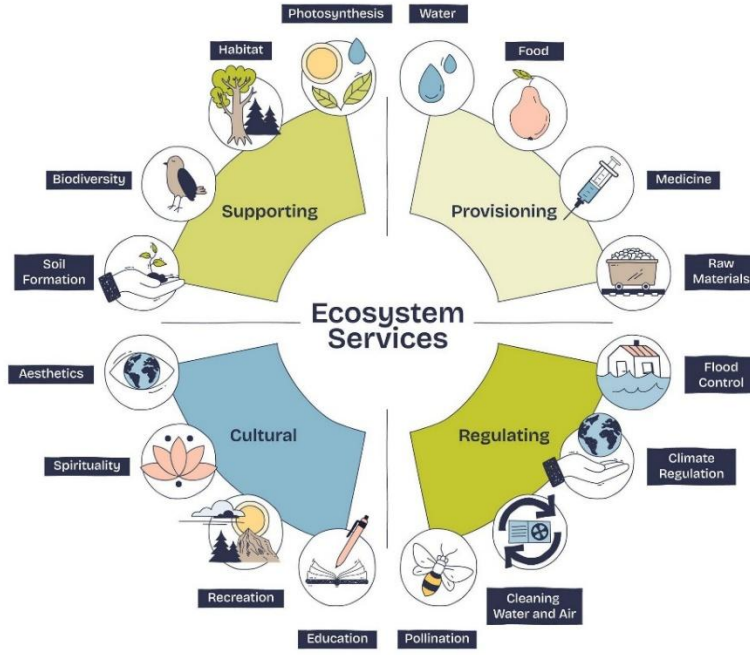 Photosynthesis
Water
Habitat
Food
Biodiversity
Medicine
Supporting
Provisioning
Soil
Formation
Raw
Materials
Ecosystem
Services
Aesthetics
Flood
Control
Cultural
Regulating
Spirituality
Climate
Regulation
Recreation
Cleaning
Water and Air
Education
Pollination